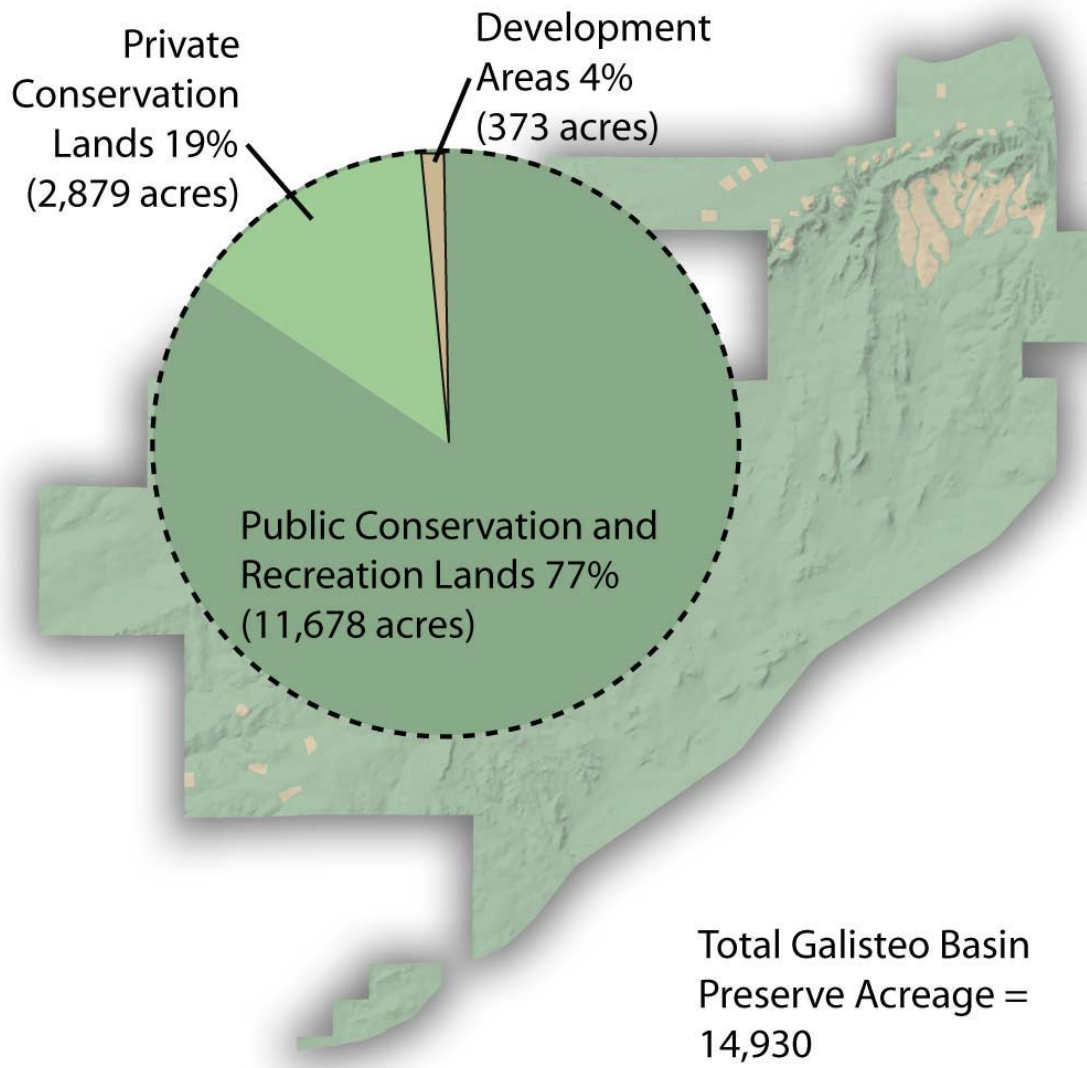 Private
Conservation
Lands 19%
(2,879 acres)
Development
Areas 4%
(373 acres)
Public Conservation and
Recreation Lands 77%
(11,678 acres)
Total Galisteo Basin
Preserve Acreage =
14,930